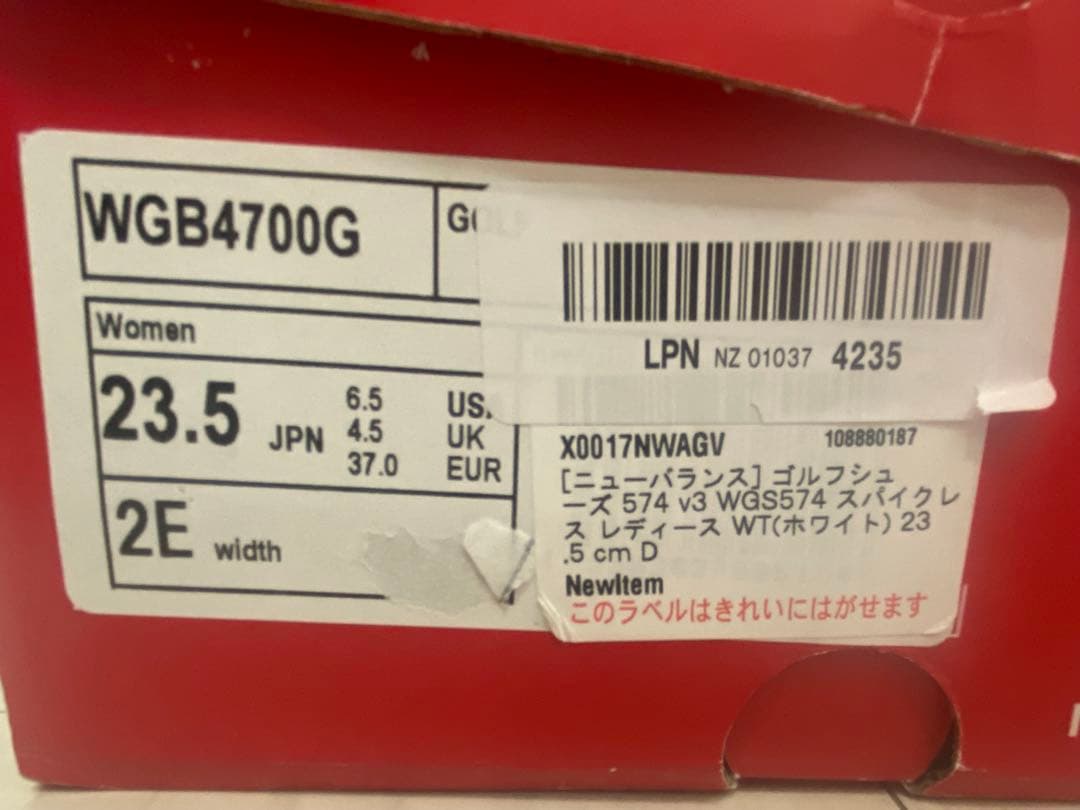 WGB4700G
Women
23.5 JPN
6.5 US.
4.5 UK
37.0 EUR
2E width
LPN NZ 01037 4235
X0017NWAGV 108880187
[ニューバランス] ゴルフシュ
ーズ 574 v3 WGS574 スパイクレ
ス レディース WT(ホワイト) 23
.5 cm D
NewItem
このラベルはきれいにはがせます